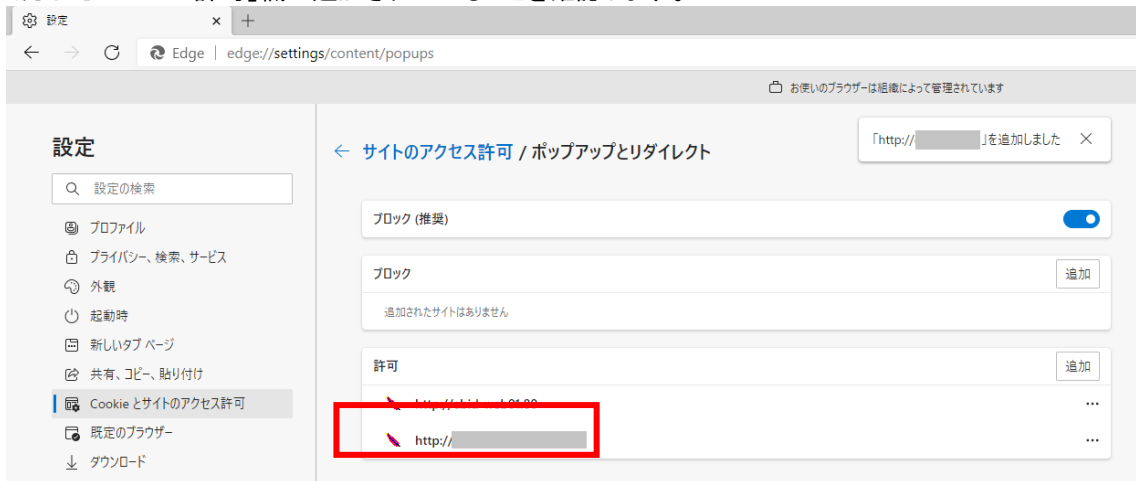 設定
Edge | edge://settings/content/popups
お使いのブラウザーは組織によって管理されています
設定
設定の検索
プロファイル
プライバシー、検索、サービス
外観
起動時
新しいタブ ページ
共有、コピー、貼り付け
Cookie とサイトのアクセス許可
既定のブラウザー
ダウンロード
サイトのアクセス許可 / ポップアップとリダイレクト
「http:// 」を追加しました
ブロック (推奨)
ブロック
追加
追加されたサイトはありません
許可
追加
http://